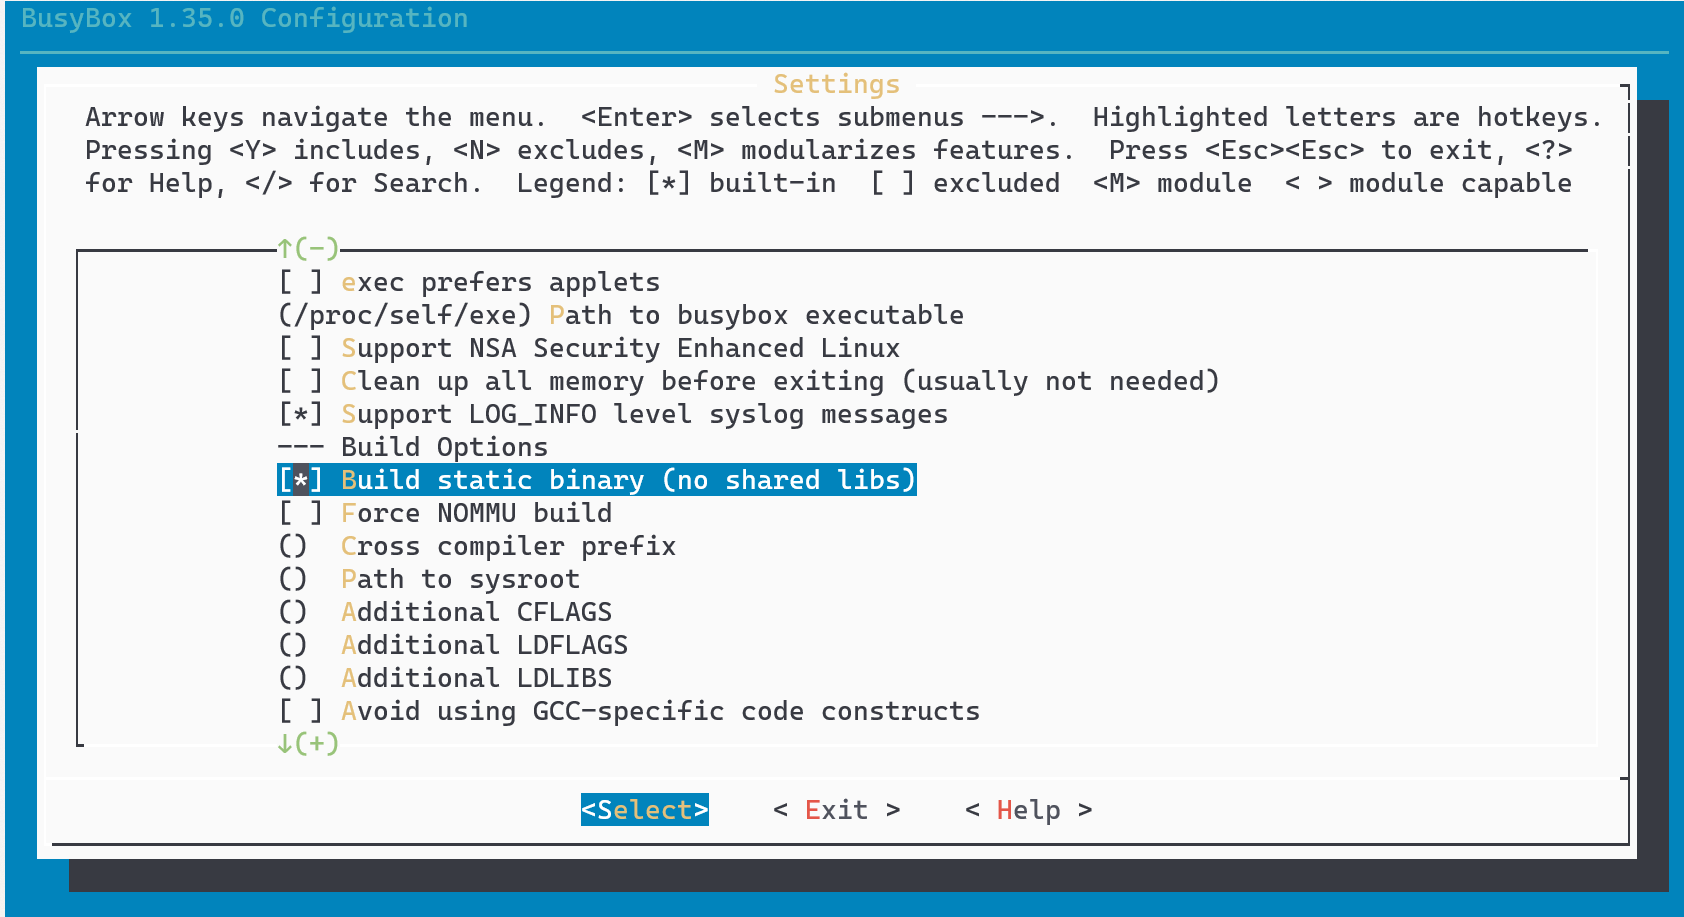 BusyBox 1.35.0 Configuration
Settings
Arrow keys navigate the menu.  <Enter> selects submenus --->.  Highlighted letters are hotkeys.
Pressing <Y> includes, <N> excludes, <M> modularizes features.  Press <Esc><Esc> to exit, <?>
for Help, </> for Search.  Legend: [*] built-in  [ ] excluded  <M> module  < > module capable
↑(-)
[ ] exec prefers applets
(/proc/self/exe) Path to busybox executable
[ ] Support NSA Security Enhanced Linux
[ ] Clean up all memory before exiting (usually not needed)
[*] Support LOG_INFO level syslog messages
--- Build Options
[*] Build static binary (no shared libs)
[ ] Force NOMMU build
()  Cross compiler prefix
()  Path to sysroot
()  Additional CFLAGS
()  Additional LDFLAGS
()  Additional LDLIBS
[ ] Avoid using GCC-specific code constructs
↓(+)
<Select>    < Exit >    < Help >